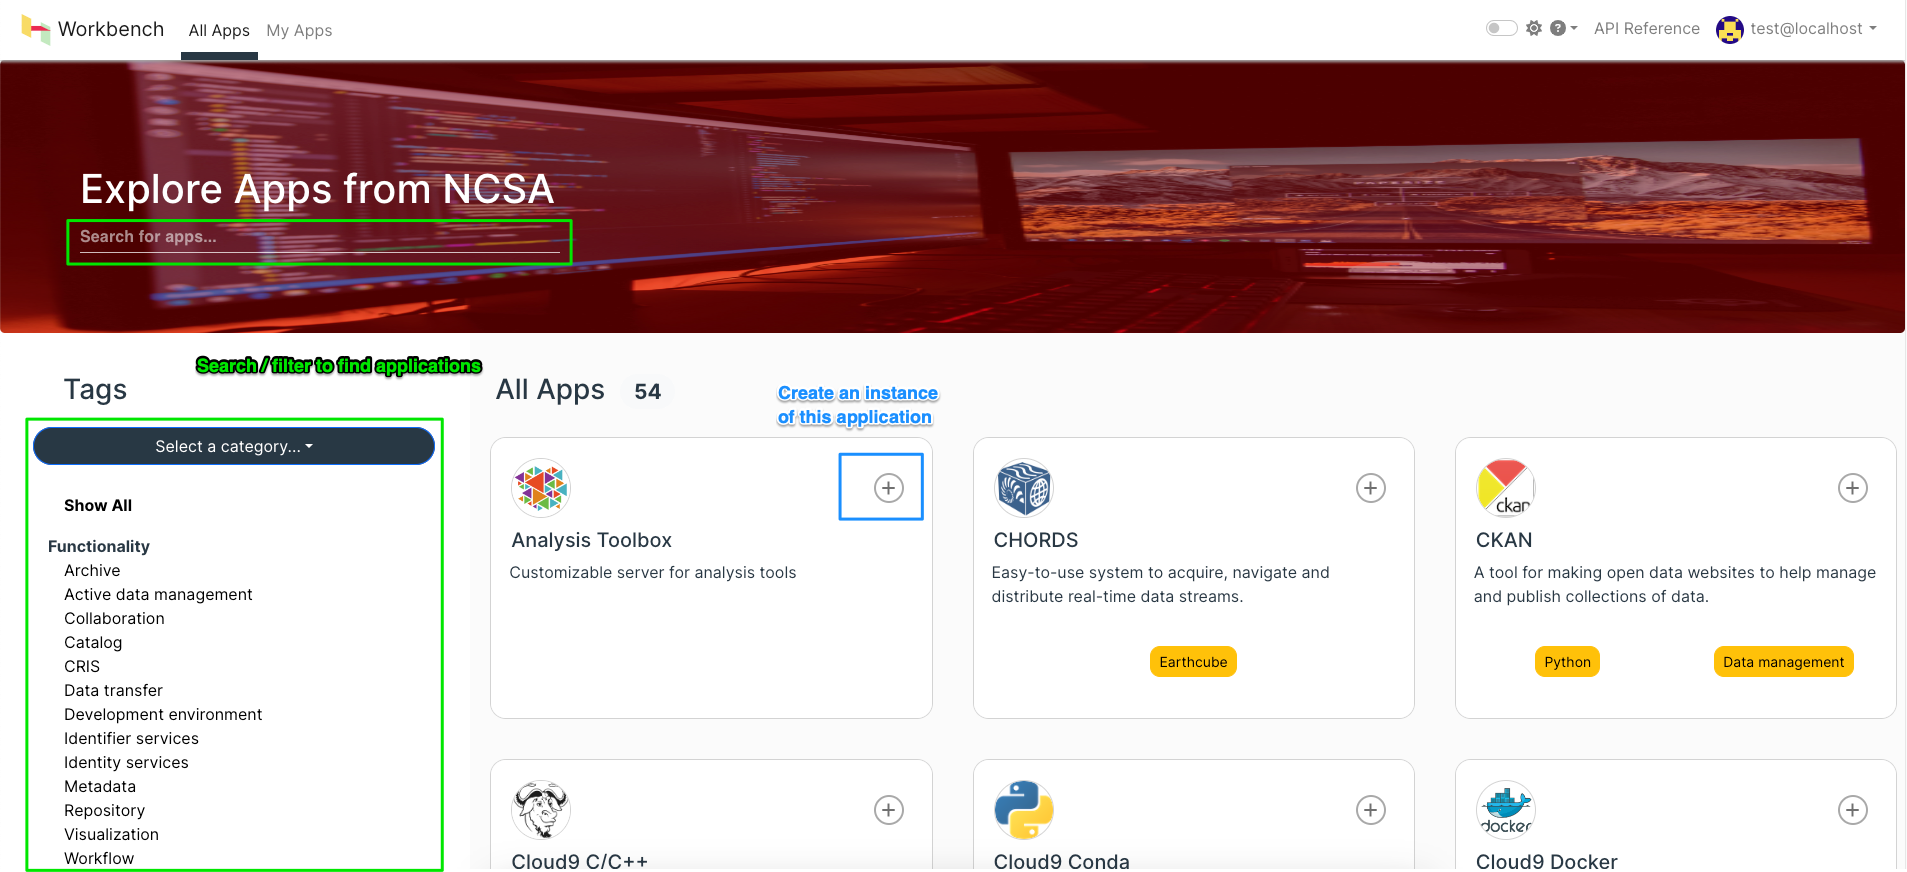 Workbench
All Apps
My Apps
API Reference
test@localhost
Explore Apps from NCSA
Search for apps...
Search / filter to find applications
Tags
Select a category...
Show All
Functionality
Archive
Active data management
Collaboration
Catalog
CRIS
Data transfer
Development environment
Identifier services
Identity services
Metadata
Repository
Visualization
Workflow
All Apps 54
Create an instance
of this application
Analysis Toolbox
Customizable server for analysis tools
CHORDS
Easy-to-use system to acquire, navigate and
distribute real-time data streams.
Earthcube
ckan
CKAN
A tool for making open data websites to help manage
and publish collections of data.
Python
Data management
Cloud9 C/C++
Cloud9 Conda
docker
Cloud9 Docker